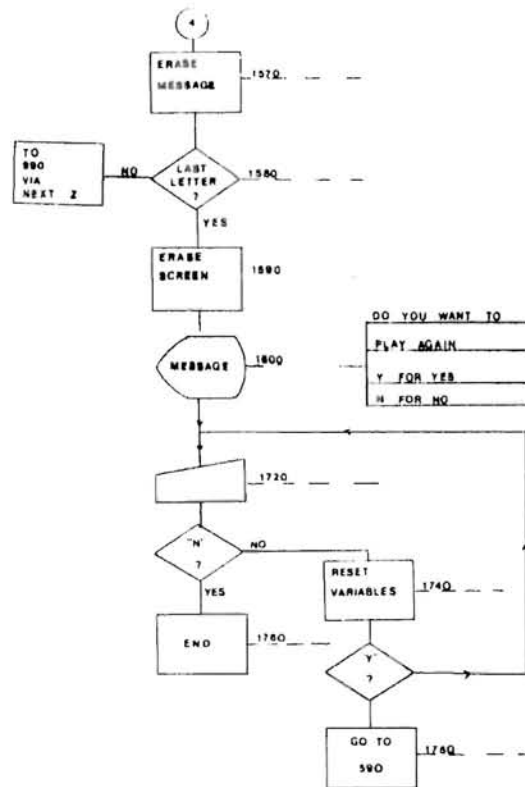 4
ERASE
MESSAGE
1570
TO
990
VIA
NEXT Z
NO
LAST
LETTER
?
1580
YES
ERASE
SCREEN
1590
MESSAGE
1600
DO YOU WANT TO
PLAY AGAIN
Y FOR YES
N FOR NO
1720
"N"
?
NO
YES
RESET
VARIABLES
1740
END
1760
"Y"
?
GO TO
590
1760